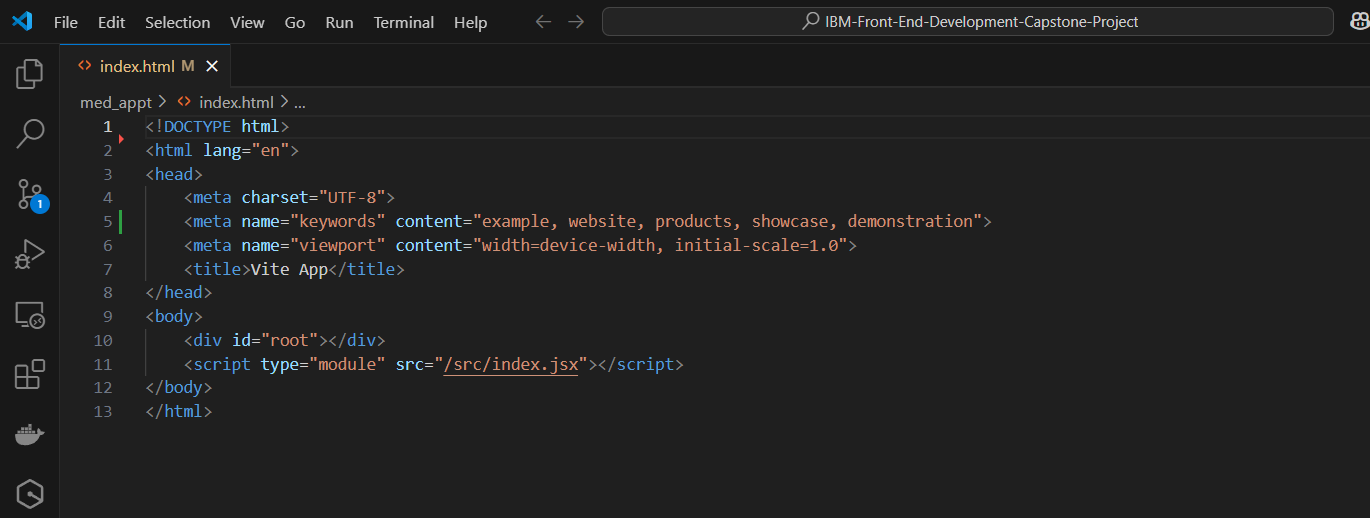 File Edit Selection View Go Run Terminal Help IBM-Front-End-Development-Capstone-Project
index.html M
med_appt > index.html > ...
1 <!DOCTYPE html>
2 <html lang="en">
3 <head>
4 <meta charset="UTF-8">
5 <meta name="keywords" content="example, website, products, showcase, demonstration">
6 <meta name="viewport" content="width=device-width, initial-scale=1.0">
7 <title>Vite App</title>
8 </head>
9 <body>
10 <div id="root"></div>
11 <script type="module" src="/src/index.jsx"></script>
12 </body>
13 </html>
1